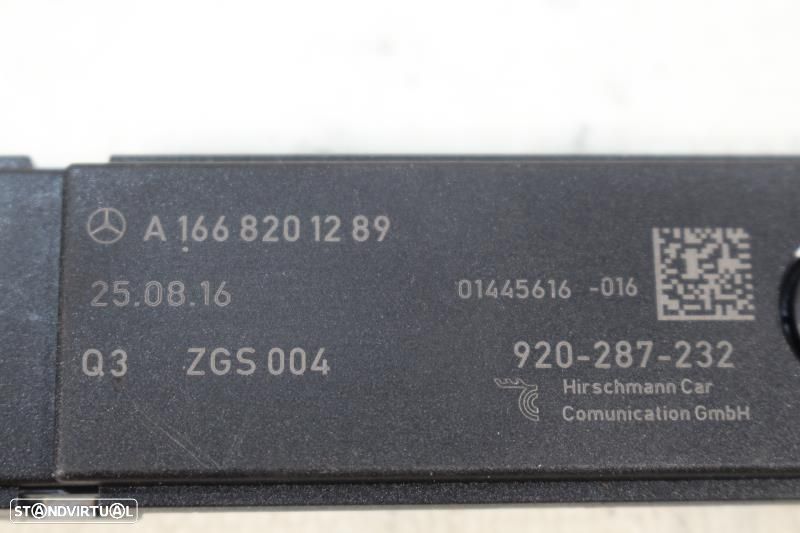 A 166 820 12 89
25.08.16
01445616 -016
Q3 ZGS 004
920-287-232
Hirschmann Car
Comunication GmbH
STANDVIRTUAL